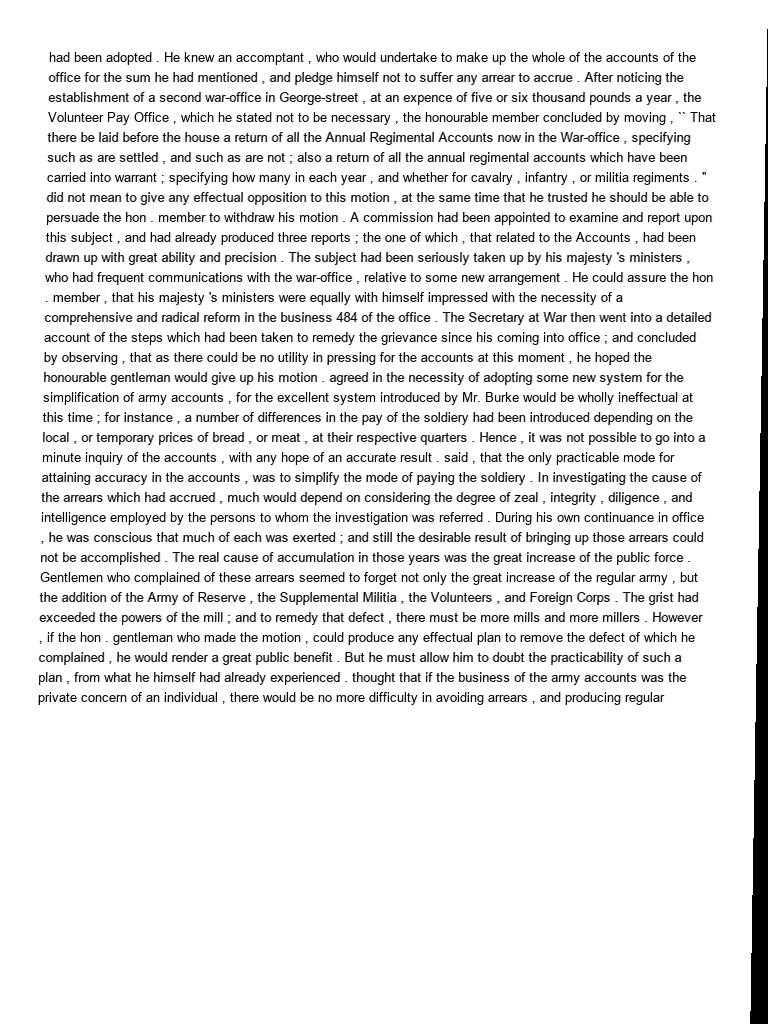 had been adopted . He knew an accomptant , who would undertake to make up the whole of the accounts of the
office for the sum he had mentioned , and pledge himself not to suffer any arrear to accrue . After noticing the
establishment of a second war-office in George-street , at an expence of five or six thousand pounds a year , the
Volunteer Pay Office , which he stated not to be necessary , the honourable member concluded by moving , `` That
there be laid before the house a return of all the Annual Regimental Accounts now in the War-office , specifying
such as are settled , and such as are not ; also a return of all the annual regimental accounts which have been
carried into warrant ; specifying how many in each year , and whether for cavalry , infantry , or militia regiments . "
did not mean to give any effectual opposition to this motion , at the same time that he trusted he should be able to
persuade the hon . member to withdraw his motion . A commission had been appointed to examine and report upon
this subject , and had already produced three reports ; the one of which , that related to the Accounts , had been
drawn up with great ability and precision . The subject had been seriously taken up by his majesty 's ministers ,
who had frequent communications with the war-office , relative to some new arrangement . He could assure the hon
. member , that his majesty 's ministers were equally with himself impressed with the necessity of a
comprehensive and radical reform in the business 484 of the office . The Secretary at War then went into a detailed
account of the steps which had been taken to remedy the grievance since his coming into office ; and concluded
by observing , that as there could be no utility in pressing for the accounts at this moment , he hoped the
honourable gentleman would give up his motion . agreed in the necessity of adopting some new system for the
simplification of army accounts , for the excellent system introduced by Mr. Burke would be wholly ineffectual at
this time ; for instance , a number of differences in the pay of the soldiery had been introduced depending on the
local , or temporary prices of bread , or meat , at their respective quarters . Hence , it was not possible to go into a
minute inquiry of the accounts , with any hope of an accurate result . said , that the only practicable mode for
attaining accuracy in the accounts , was to simplify the mode of paying the soldiery . In investigating the cause of
the arrears which had accrued , much would depend on considering the degree of zeal , integrity , diligence , and
intelligence employed by the persons to whom the investigation was referred . During his own continuance in office
, he was conscious that much of each was exerted ; and still the desirable result of bringing up those arrears could
not be accomplished . The real cause of accumulation in those years was the great increase of the public force .
Gentlemen who complained of these arrears seemed to forget not only the great increase of the regular army , but
the addition of the Army of Reserve , the Supplemental Militia , the Volunteers , and Foreign Corps . The grist had
exceeded the powers of the mill ; and to remedy that defect , there must be more mills and more millers . However
, if the hon . gentleman who made the motion , could produce any effectual plan to remove the defect of which he
complained , he would render a great public benefit . But he must allow him to doubt the practicability of such a
plan , from what he himself had already experienced . thought that if the business of the army accounts was the
private concern of an individual , there would be no more difficulty in avoiding arrears , and producing regular